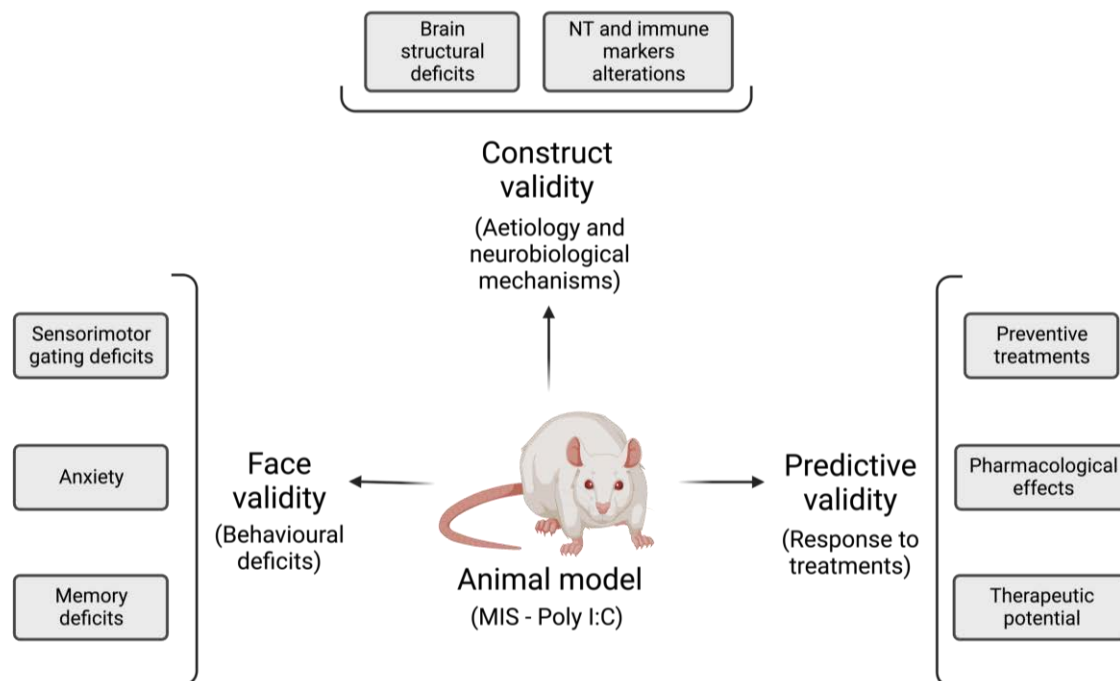 Brain
structural
deficits
NT and immune
markers
alterations
Construct
validity
(Aetiology and
neurobiological
mechanisms)
Sensorimotor
gating deficits
Anxiety
Memory
deficits
Face
validity
(Behavioural
deficits)
Animal model
(MIS - Poly I:C)
Predictive
validity
(Response to
treatments)
Preventive
treatments
Pharmacological
effects
Therapeutic
potential